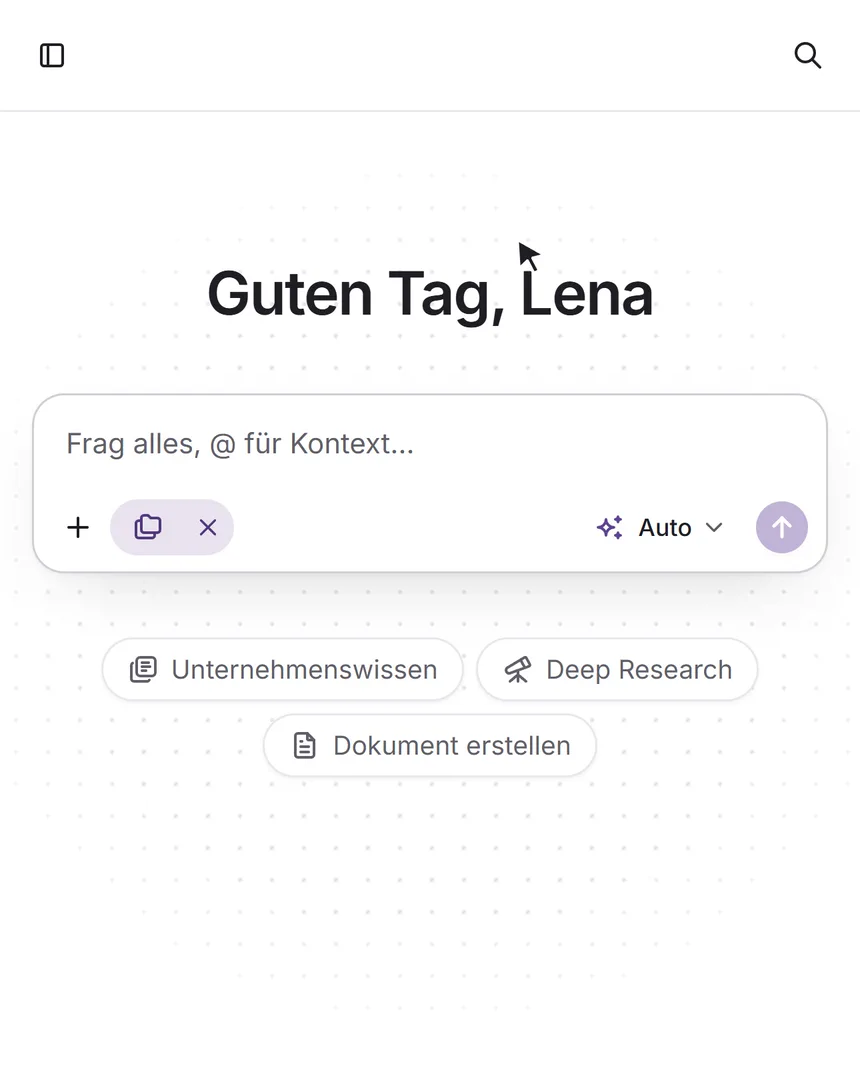 Guten Tag, Lena
Frag alles, @ für Kontext...
Auto
Unternehmenswissen
Deep Research
Dokument erstellen